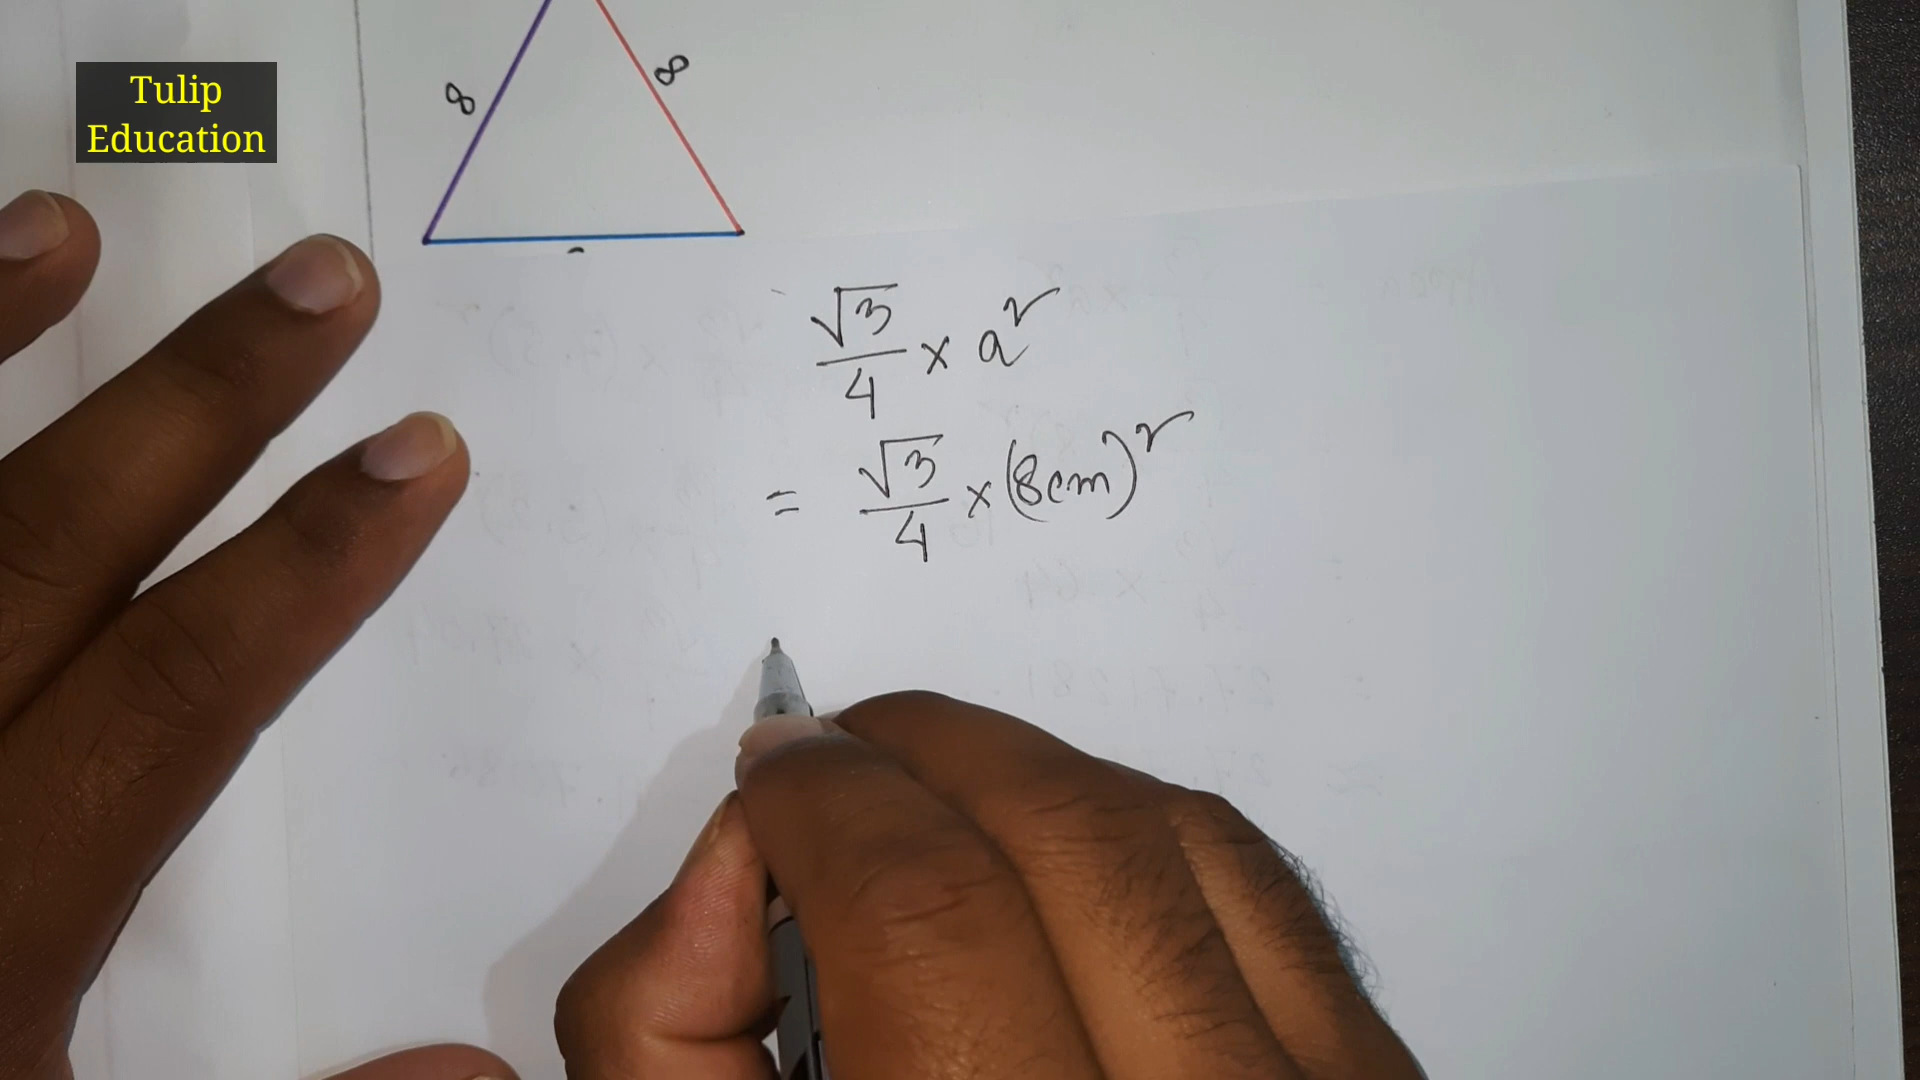 Tulip
Education
8
8
√3/4 × a²
= √3/4 × (8cm)²